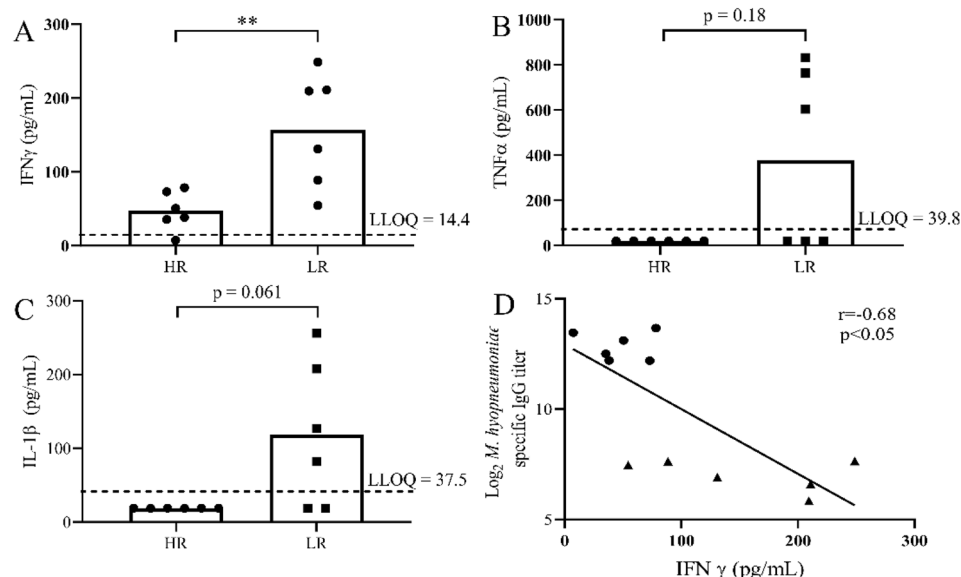 A
**
300
200
100
0
IFNγ (pg/mL)
LLOQ = 14.4
HR
LR
B
p = 0.18
1000
800
600
400
200
0
TNFα (pg/mL)
LLOQ = 39.8
HR
LR
C
p = 0.061
300
200
100
0
IL-1β (pg/mL)
LLOQ = 37.5
HR
LR
D
r=-0.68
p<0.05
15
10
5
Log2 M. hyopneumoniae
specific IgG titer
0
100
200
300
IFN γ (pg/mL)